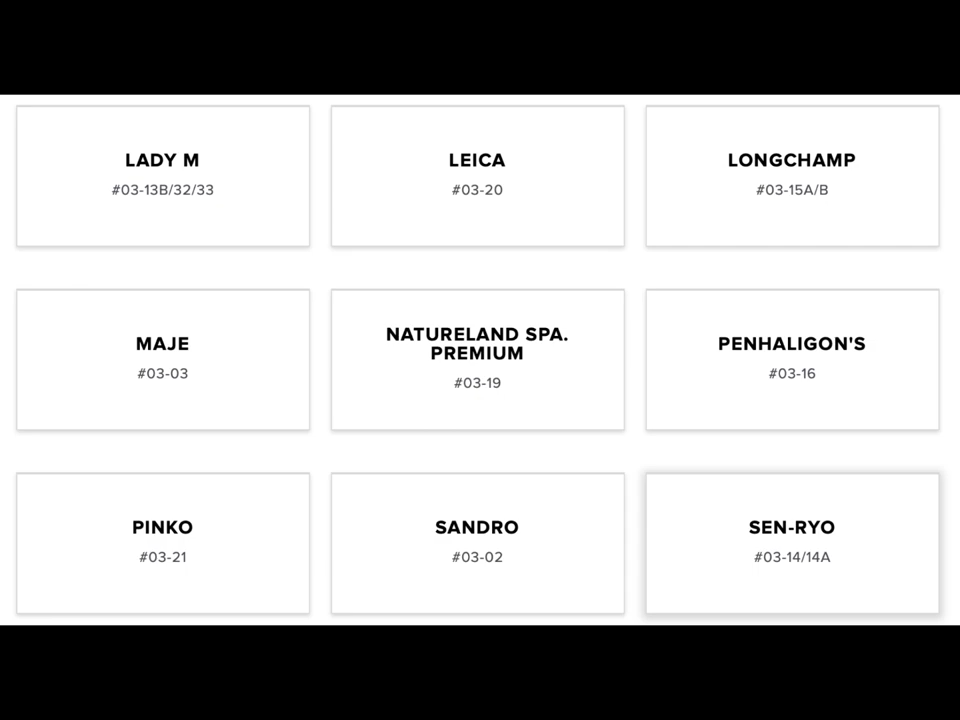 LADY M
#03-13B/32/33
LEICA
#03-20
LONGCHAMP
#03-15A/B
MAJE
#03-03
NATURELAND SPA.
PREMIUM
#03-19
PENHALIGON'S
#03-16
PINKO
#03-21
SANDRO
#03-02
SEN-RYO
#03-14/14A